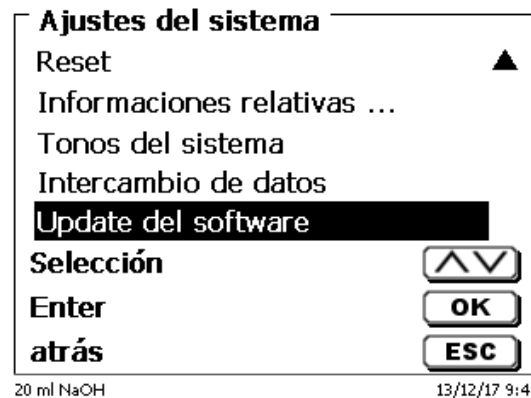 Ajustes del sistema
Reset
Informaciones relativas ...
Tonos del sistema
Intercambio de datos
Update del software
Selección
Enter OK
atrás ESC
20 ml NaOH 13/12/17 9:4